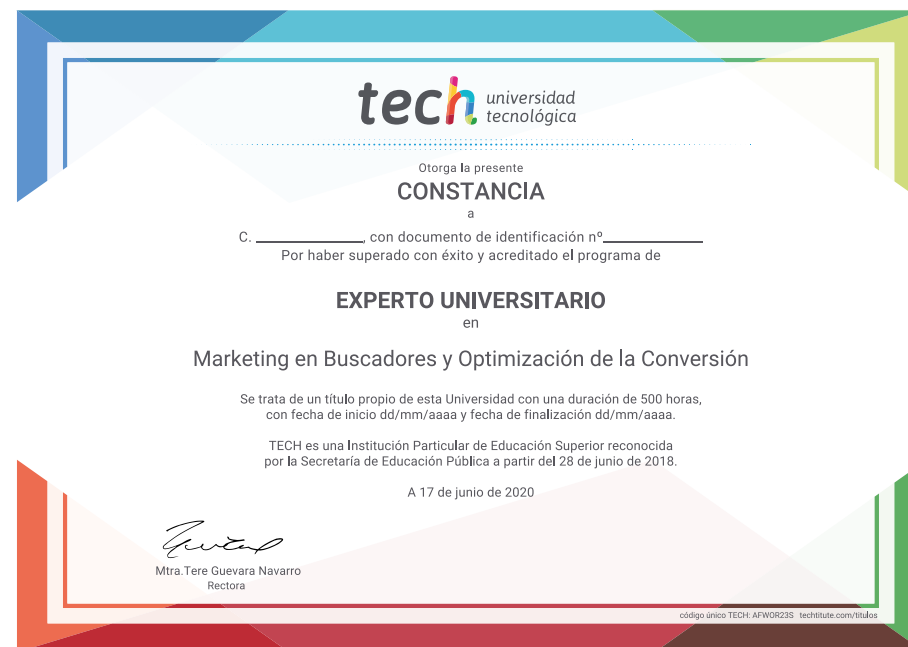 tech universidad
tecnológica
Otorga la presente
CONSTANCIA
a
C. ____________, con documento de identificación nº___________
Por haber superado con éxito y acreditado el programa de
EXPERTO UNIVERSITARIO
en
Marketing en Buscadores y Optimización de la Conversión
Se trata de un título propio de esta Universidad con una duración de 500 horas,
con fecha de inicio dd/mm/aaaa y fecha de finalización dd/mm/aaaa.
TECH es una Institución Particular de Educación Superior reconocida
por la Secretaría de Educación Pública a partir del 28 de junio de 2018.
A 17 de junio de 2020
Mtra.Tere Guevara Navarro
Rectora
código único TECH: AFWOR23S techtitute.com/titulos